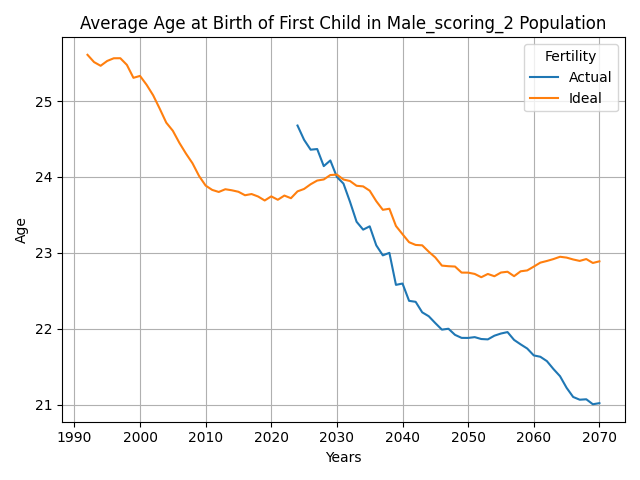 Average Age at Birth of First Child in Male_scoring_2 Population
Fertility
Actual
Ideal
Age
25
24
23
22
21
1990 2000 2010 2020 2030 2040 2050 2060 2070
Years